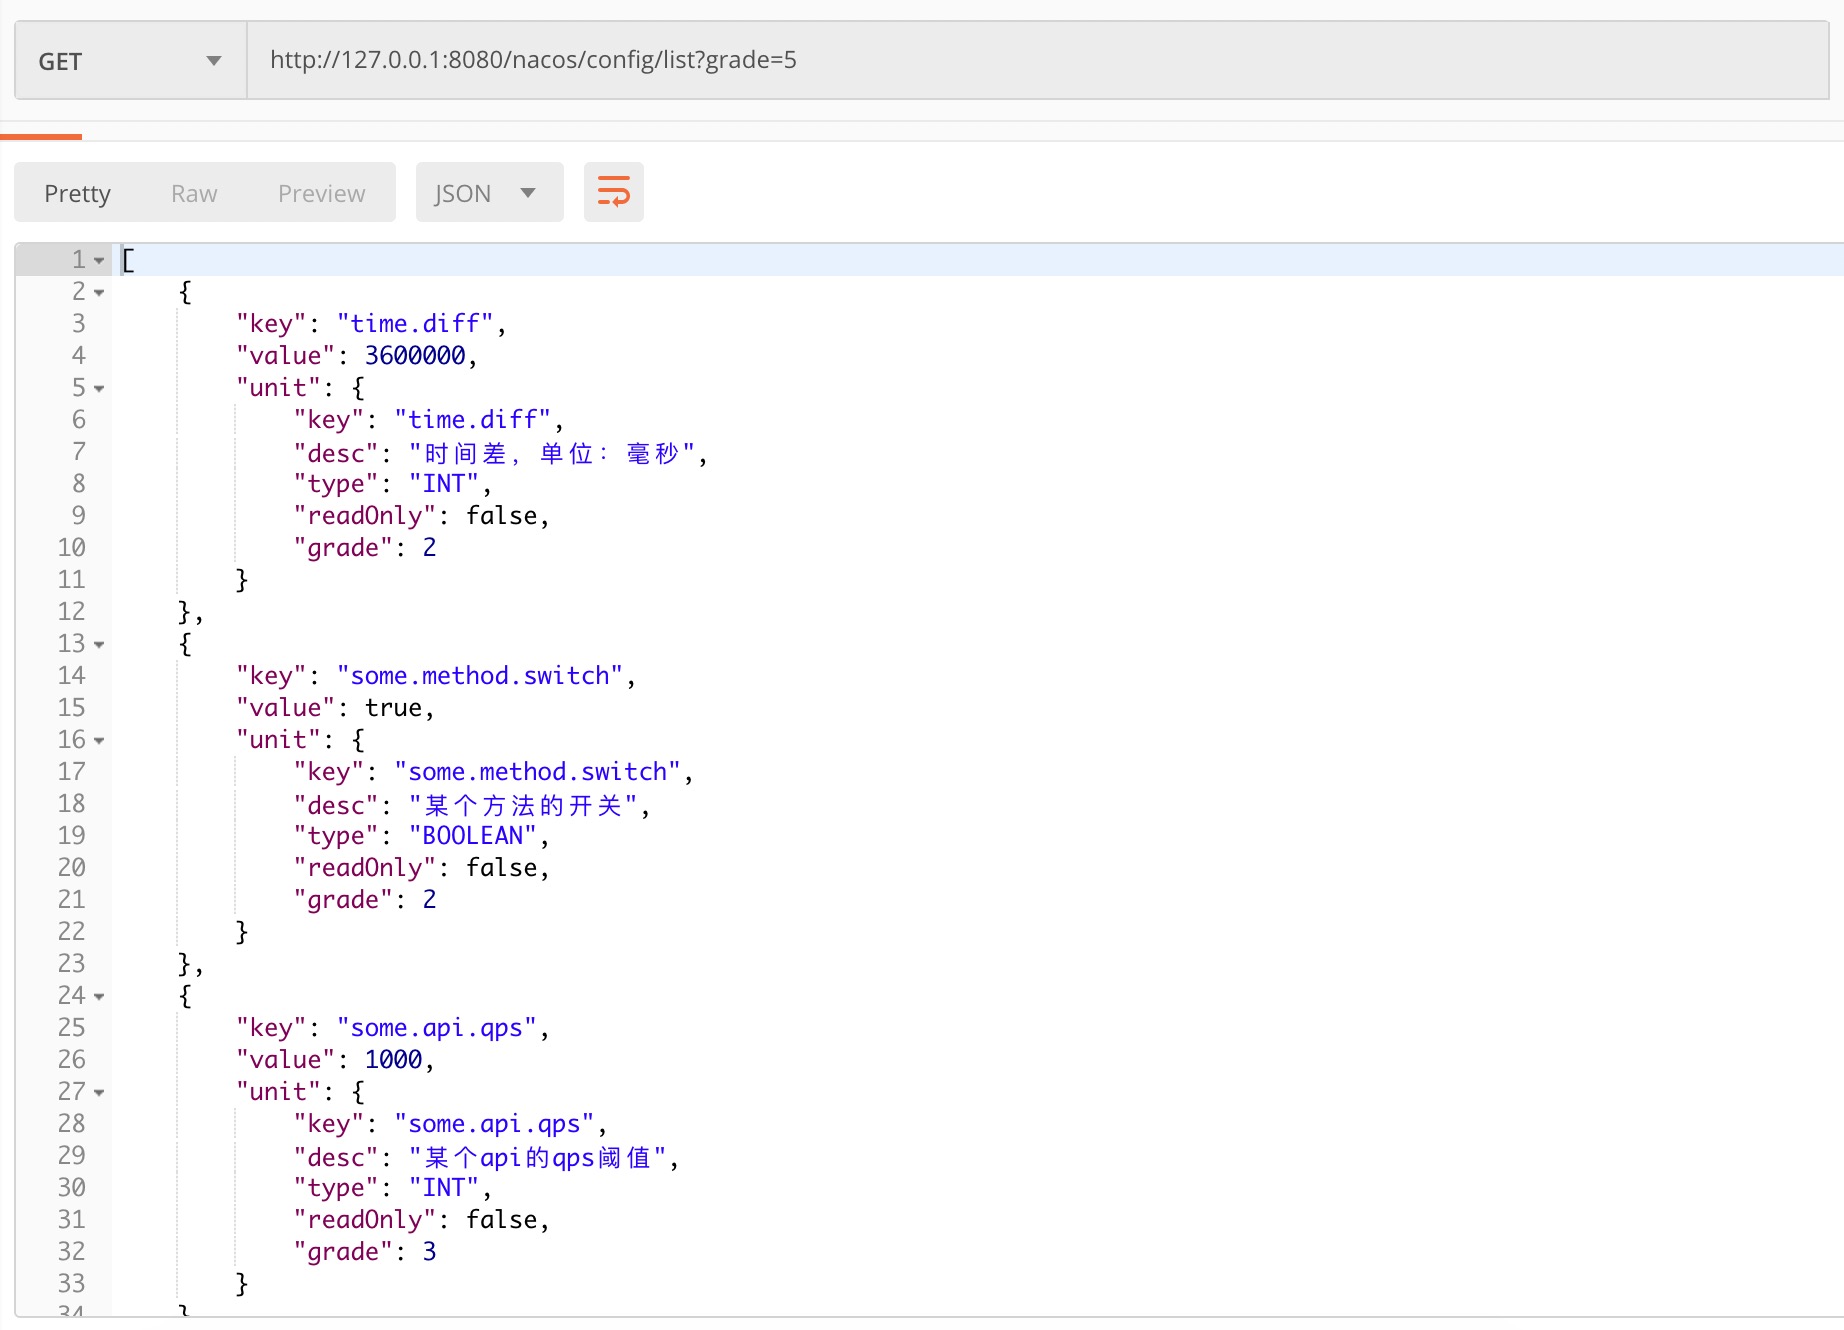 GET http://127.0.0.1:8080/nacos/config/list?grade=5
Pretty Raw Preview JSON
1 [
2 {
3 "key": "time.diff",
4 "value": 3600000,
5 "unit": {
6 "key": "time.diff",
7 "desc": "时间差，单位：毫秒",
8 "type": "INT",
9 "readOnly": false,
10 "grade": 2
11 }
12 },
13 {
14 "key": "some.method.switch",
15 "value": true,
16 "unit": {
17 "key": "some.method.switch",
18 "desc": "某个方法的开关",
19 "type": "BOOLEAN",
20 "readOnly": false,
21 "grade": 2
22 }
23 },
24 {
25 "key": "some.api.qps",
26 "value": 1000,
27 "unit": {
28 "key": "some.api.qps",
29 "desc": "某个api的qps阈值",
30 "type": "INT",
31 "readOnly": false,
32 "grade": 3
33 }
34 }